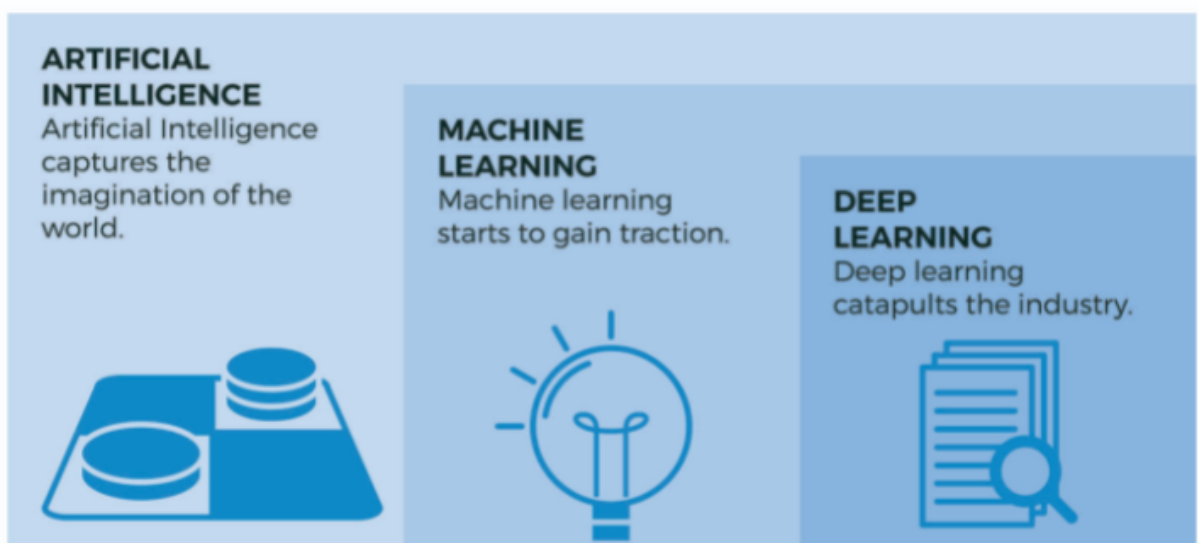 ARTIFICIAL
INTELLIGENCE
Artificial Intelligence
captures the
imagination of the
world.
MACHINE
LEARNING
Machine learning
starts to gain traction.
DEEP
LEARNING
Deep learning
catapults the industry.